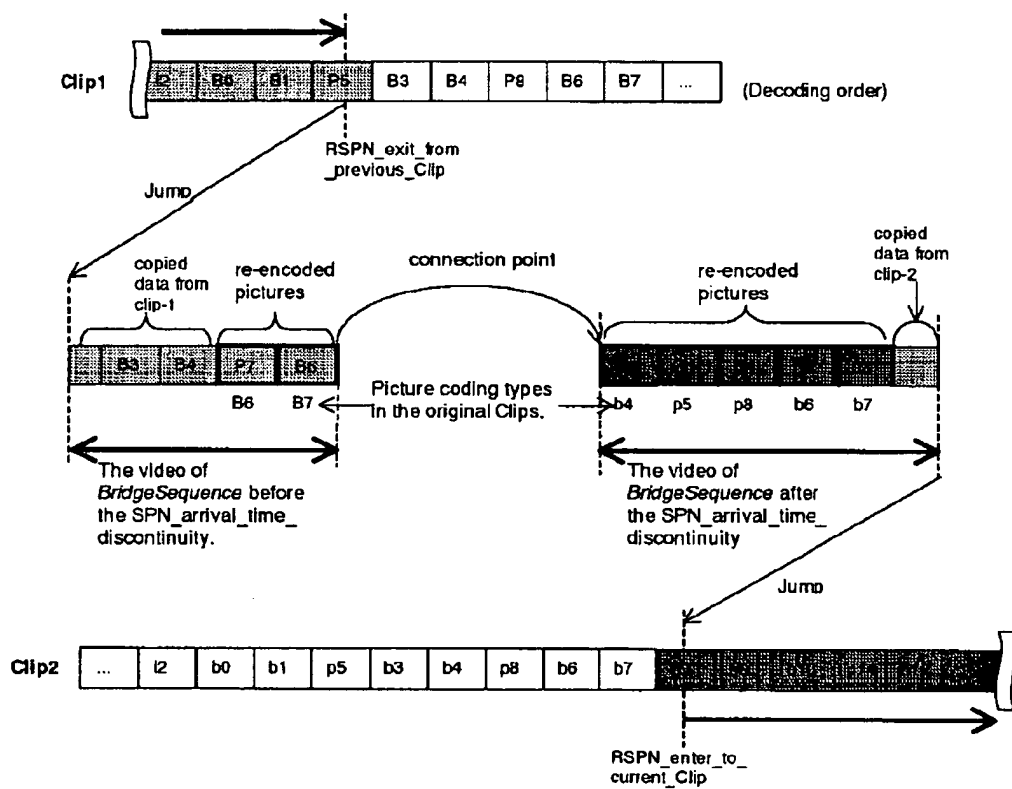 Clip1
I2 B0 B1 P5 B3 B4 P8 B6 B7 ...
(Decoding order)
RSPN_exit_from
_previous_Clip
Jump
copied
data from
clip-1
re-encoded
pictures
connection point
re-encoded
pictures
copied
data from
clip-2
... B3 B4 P7 B6
B6 B7
Picture coding types
in the original Clips.
b4 p5 p8 b6 b7
The video of
BridgeSequence before
the SPN_arrival_time_
discontinuity.
The video of
BridgeSequence after
the SPN_arrival_time_
discontinuity
Jump
Clip2
... I2 b0 b1 p5 b3 b4 p8 b6 b7
RSPN_enter_to_
current_Clip